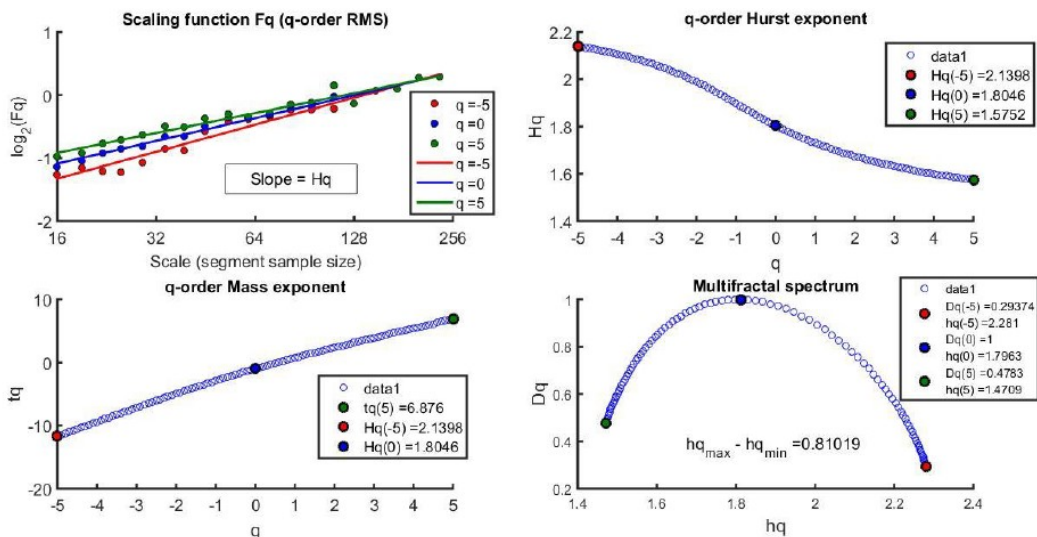 Scaling function Fq (q-order RMS)
1
0
-1
-2
log2(Fq)
q = -5
q =0
q =5
q =-5
q =0
q =5
Slope = Hq
16
32
64
128
256
Scale (segment sample size)
q-order Hurst exponent
2.2
2
1.8
1.6
1.4
Hq
data1
Hq(-5) =2.1398
Hq(0) =1.8046
Hq(5) =1.5752
-5 -4 -3 -2 -1 0 1 2 3 4 5
q
q-order Mass exponent
10
0
-10
-20
tq
data1
tq(5) =6.876
Hq(-5) =2.1398
Hq(0) =1.8046
-5 -4 -3 -2 -1 0 1 2 3 4 5
q
Multifractal spectrum
1
0.8
0.6
0.4
0.2
Dq
data1
Dq(-5) =0.29374
hq(-5) =2.281
Dq(0) =1
hq(0) =1.7963
Dq(5) =0.4783
hq(5) =1.4709
hqmax - hqmin =0.81019
1.4 1.6 1.8 2 2.2 2.4
hq